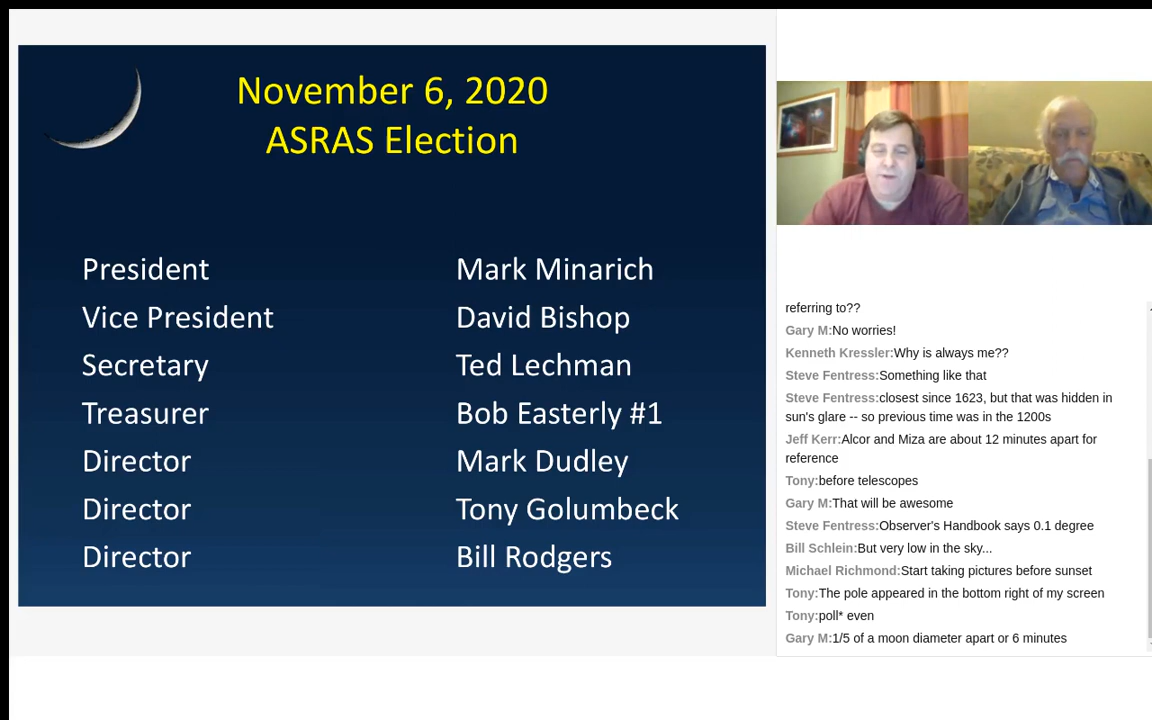 November 6, 2020
ASRAS Election
President Mark Minarich
Vice President David Bishop
Secretary Ted Lechman
Treasurer Bob Easterly #1
Director Mark Dudley
Director Tony Golumbeck
Director Bill Rodgers
referring to??
Gary M:No worries!
Kenneth Kressler:Why is always me??
Steve Fentress:Something like that
Steve Fentress:closest since 1623, but that was hidden in
sun's glare -- so previous time was in the 1200s
Jeff Kerr:Alcor and Miza are about 12 minutes apart for
reference
Tony:before telescopes
Gary M:That will be awesome
Steve Fentress:Observer's Handbook says 0.1 degree
Bill Schlein:But very low in the sky...
Michael Richmond:Start taking pictures before sunset
Tony:The pole appeared in the bottom right of my screen
Tony:poll* even
Gary M:1/5 of a moon diameter apart or 6 minutes